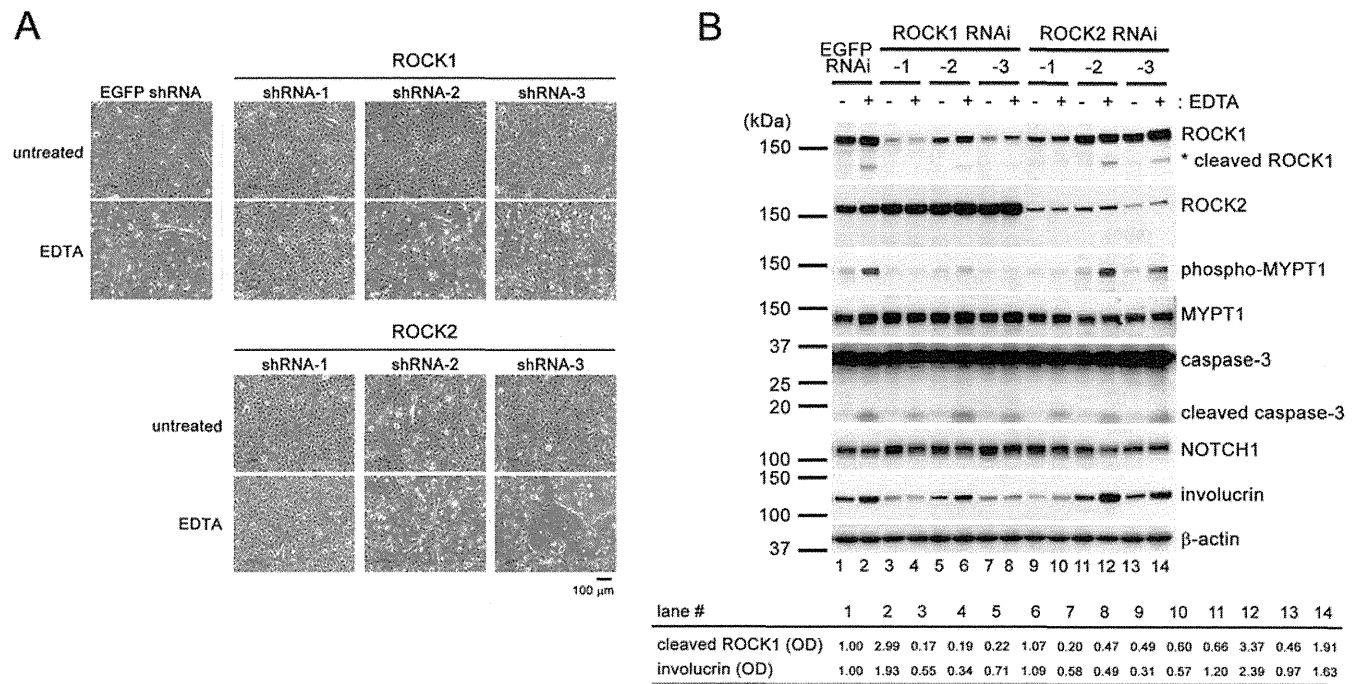 A
ROCK1
EGFP shRNA shRNA-1 shRNA-2 shRNA-3
untreated
EDTA
ROCK2
shRNA-1 shRNA-2 shRNA-3
untreated
EDTA
100 μm
B
ROCK1 RNAi ROCK2 RNAi
EGFP
RNAi -1 -2 -3 -1 -2 -3
- + - + - + - + - + - + - + : EDTA
(kDa)
ROCK1
150
* cleaved ROCK1
150 ROCK2
150 phospho-MYPT1
150 MYPT1
37
caspase-3
25
20
cleaved caspase-3
NOTCH1
100
150
involucrin
100
β-actin
37
1 2 3 4 5 6 7 8 9 10 11 12 13 14
lane # 1 2 3 4 5 6 7 8 9 10 11 12 13 14
cleaved ROCK1 (OD) 1.00 2.99 0.17 0.19 0.22 1.07 0.20 0.47 0.49 0.60 0.66 3.37 0.46 1.91
involucrin (OD) 1.00 1.93 0.55 0.34 0.71 1.09 0.58 0.49 0.31 0.57 1.20 2.39 0.97 1.63